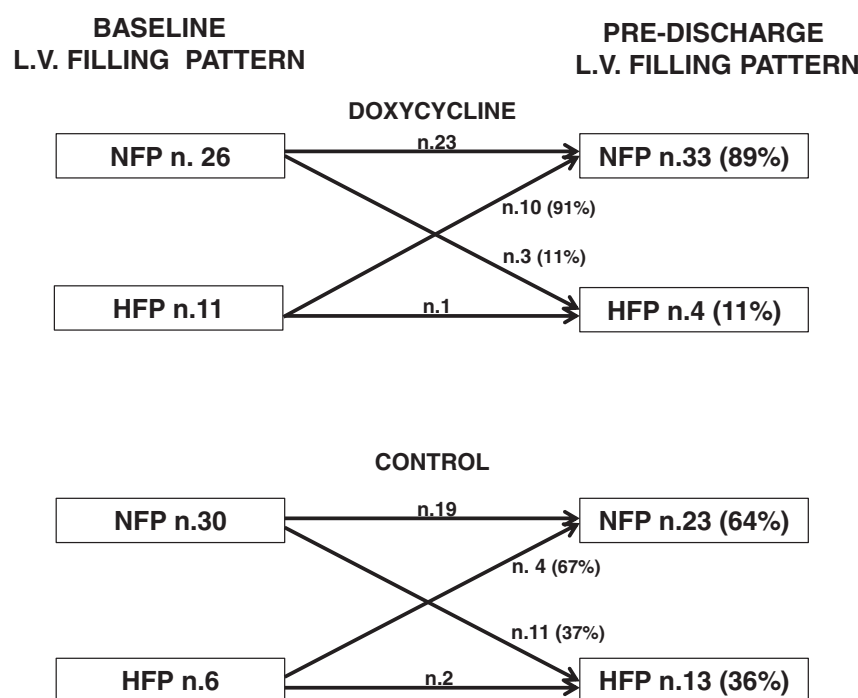 BASELINE
L.V. FILLING PATTERN
PRE-DISCHARGE
L.V. FILLING PATTERN
DOXYCYCLINE
NFP n. 26
n.23
NFP n.33 (89%)
n.10 (91%)
n.3 (11%)
HFP n.11
n.1
HFP n.4 (11%)
CONTROL
NFP n.30
n.19
NFP n.23 (64%)
n. 4 (67%)
n.11 (37%)
HFP n.6
n.2
HFP n.13 (36%)